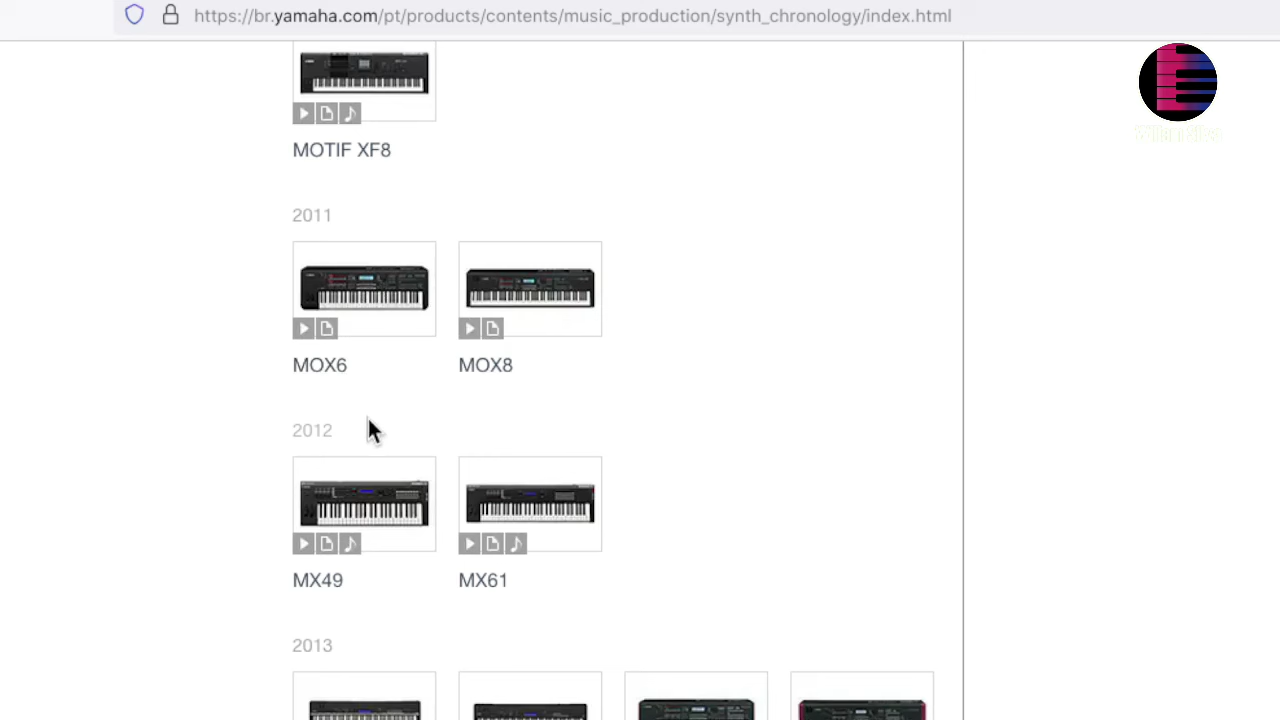 https://br.yamaha.com/pt/products/contents/music_production/synth_chronology/index.html
MOTIF XF8
2011
MOX6 MOX8
2012
MX49 MX61
2013